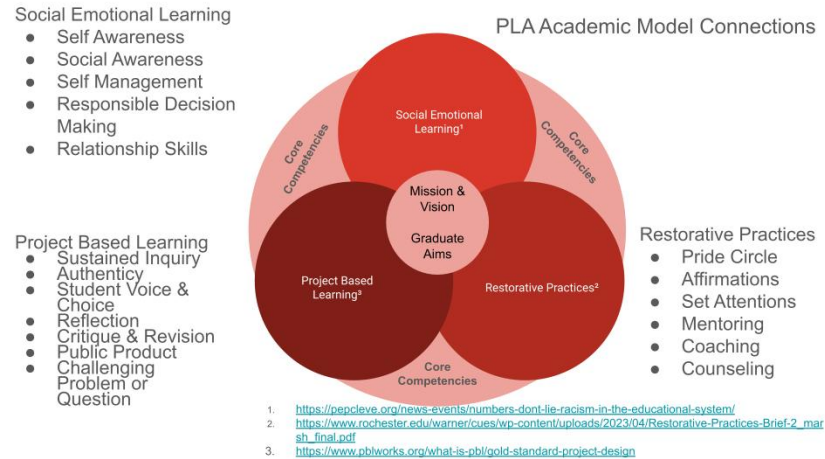 Social Emotional Learning
● Self Awareness
● Social Awareness
● Self Management
● Responsible Decision
Making
● Relationship Skills
PLA Academic Model Connections
Social Emotional
Learning¹
Core
Competencies
Core
Competencies
Mission &
Vision
Graduate
Aims
Project Based Learning
● Sustained Inquiry
● Authenticy
● Student Voice &
Choice
● Reflection
● Critique & Revision
● Public Product
● Challenging
Problem or
Question
Project Based
Learning³
Restorative Practices²
Core
Competencies
Restorative Practices
● Pride Circle
● Affirmations
● Set Attentions
● Mentoring
● Coaching
● Counseling
1. https://pepcleve.org/news-events/numbers-dont-lie-racism-in-the-educational-system/
2. https://www.rochester.edu/warner/cues/wp-content/uploads/2023/04/Restorative-Practices-Brief-2_mar
sh_final.pdf
3. https://www.pblworks.org/what-is-pbl/gold-standard-project-design